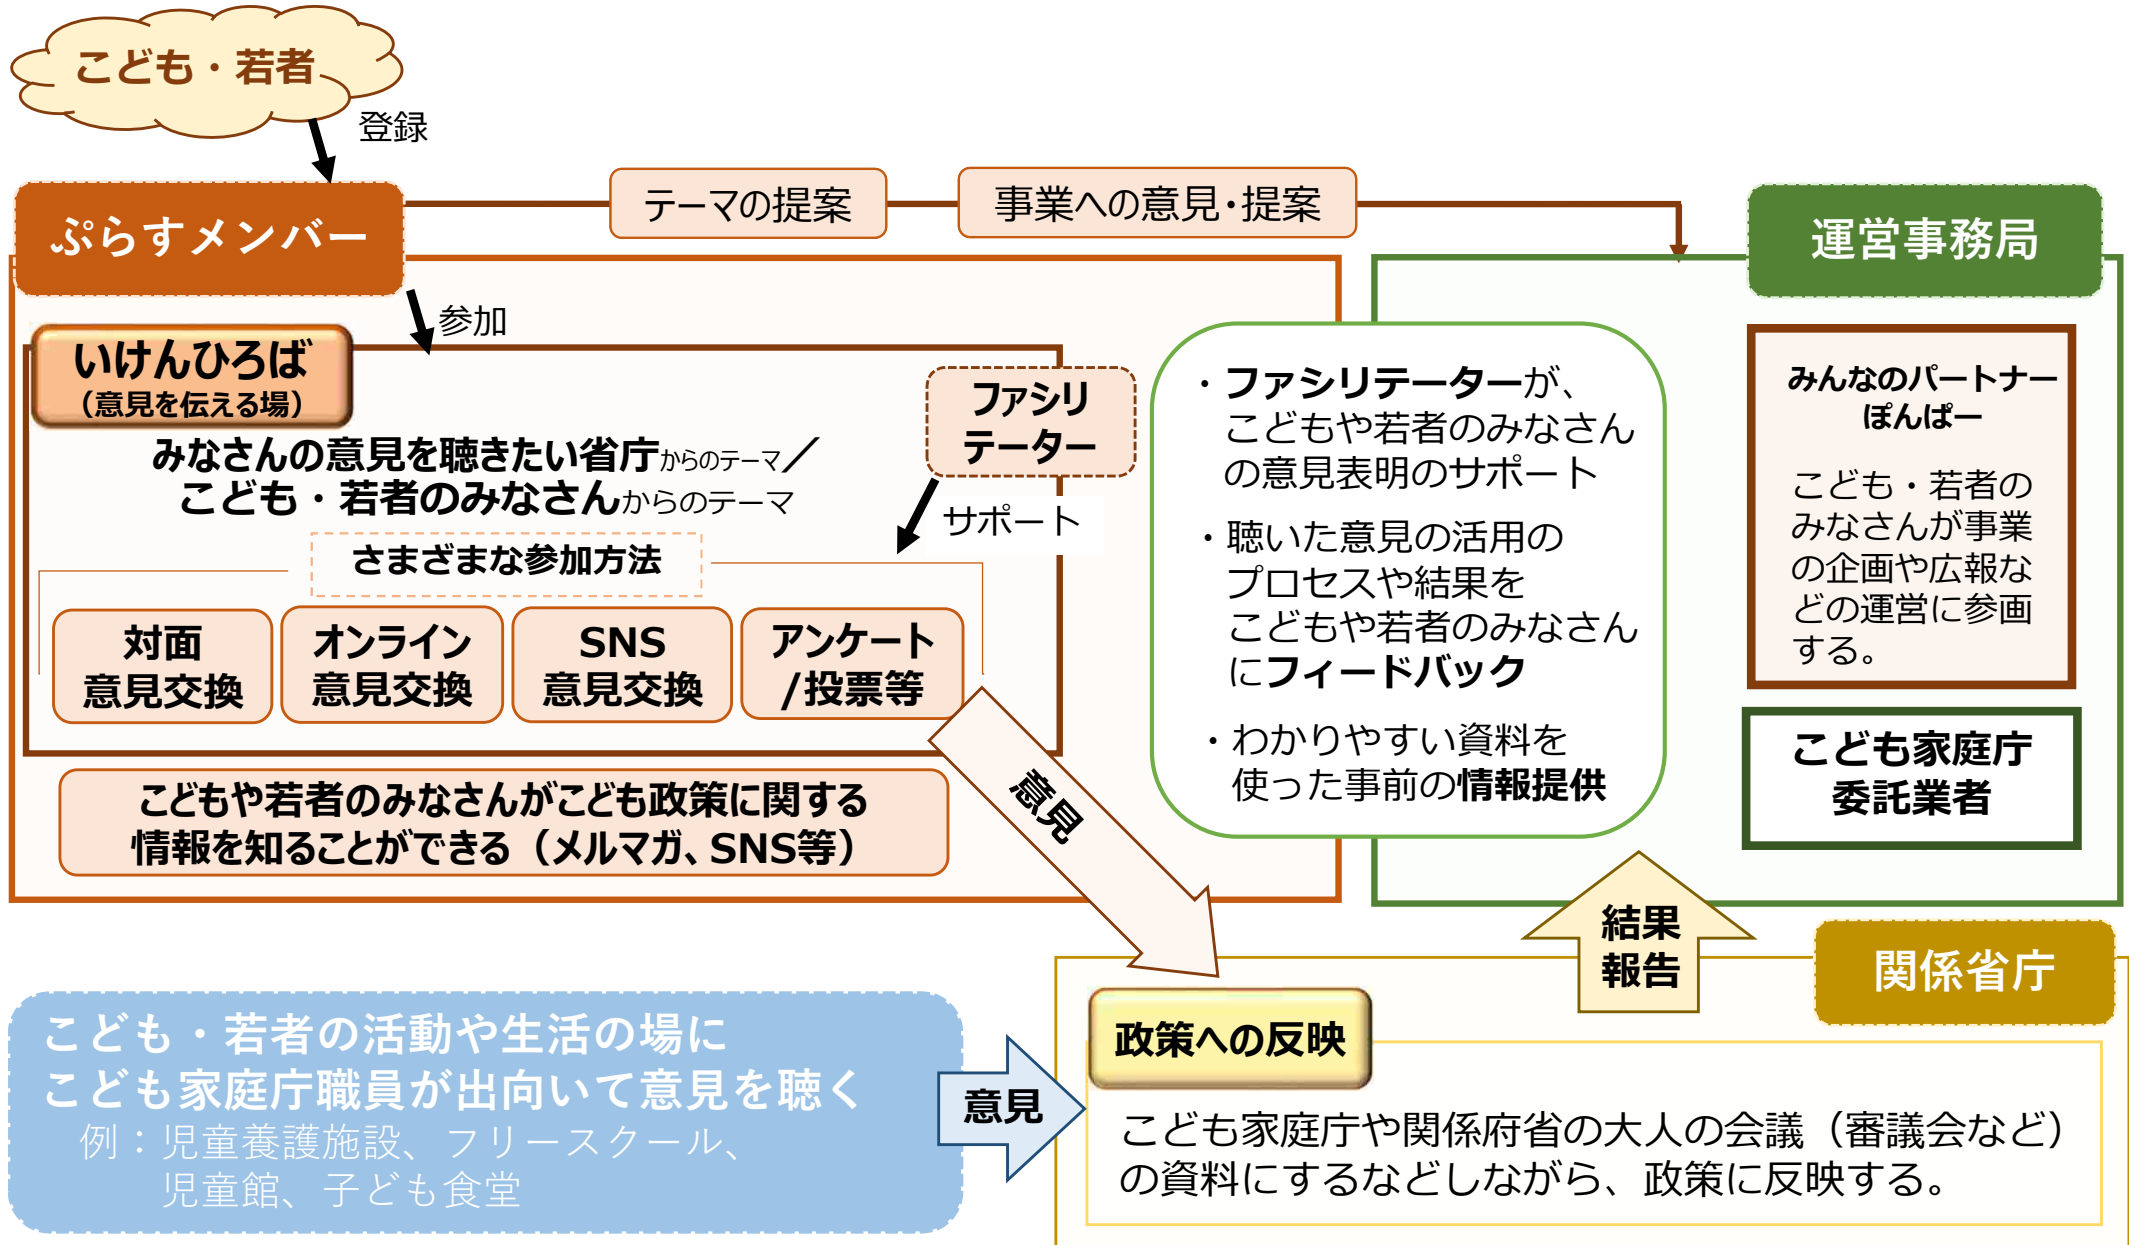 こども・若者
登録
ぷらすメンバー
テーマの提案
事業への意見・提案
運営事務局
参加
いけんひろば
（意見を伝える場）
みなさんの意見を聴きたい省庁からのテーマ／
こども・若者のみなさんからのテーマ
ファシリ
テーター
サポート
さまざまな参加方法
対面
意見交換
オンライン
意見交換
SNS
意見交換
アンケート
/投票等
こどもや若者のみなさんがこども政策に関する
情報を知ることができる（メルマガ、SNS等）
意見
・ファシリテーターが、
こどもや若者のみなさん
の意見表明のサポート
・聴いた意見の活用の
プロセスや結果を
こどもや若者のみなさん
にフィードバック
・わかりやすい資料を
使った事前の情報提供
みんなのパートナー
ぽんぱー
こども・若者の
みなさんが事業
の企画や広報な
どの運営に参画
する。
こども家庭庁
委託業者
結果
報告
関係省庁
こども・若者の活動や生活の場に
こども家庭庁職員が出向いて意見を聴く
例：児童養護施設、フリースクール、
児童館、子ども食堂
意見
政策への反映
こども家庭庁や関係府省の大人の会議（審議会など）
の資料にするなどしながら、政策に反映する。